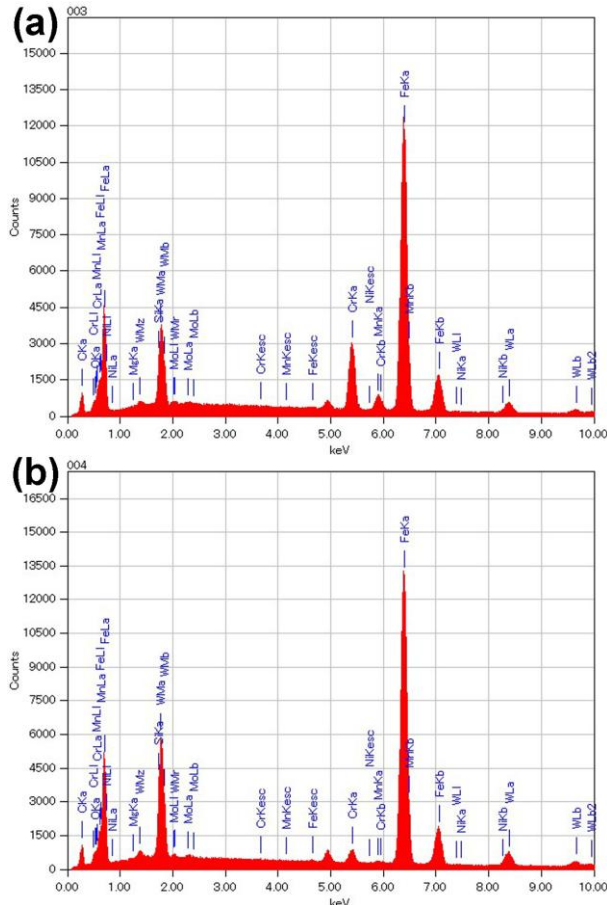 (a)
003
Counts
15000
13500
12000
10500
9000
7500
6000
4500
3000
1500
0
CKa
OKa
CrLl
CrLa
MnLl
MnLa
FeLl
FeLa
NiLl
NiLa
MgKa
WMz
SiKa
WMa
WMb
MoLl
WMr
MoLa
MoLb
CrKesc
MnKesc
FeKesc
CrKa
NiKesc
MnKa
CrKb
FeKa
MnKb
FeKb
WLl
NiKa
NiKb
WLa
WLb
WLb2
0.00 1.00 2.00 3.00 4.00 5.00 6.00 7.00 8.00 9.00 10.00
keV
(b)
004
Counts
16500
15000
13500
12000
10500
9000
7500
6000
4500
3000
1500
0
CKa
OKa
CrLl
CrLa
MnLl
MnLa
FeLl
FeLa
NiLl
NiLa
MgKa
WMz
SiKa
WMa
WMb
MoLl
WMr
MoLa
MoLb
CrKesc
MnKesc
FeKesc
CrKa
NiKesc
MnKa
CrKb
FeKa
MnKb
FeKb
WLl
NiKa
NiKb
WLa
WLb
WLb2
0.00 1.00 2.00 3.00 4.00 5.00 6.00 7.00 8.00 9.00 10.00
keV